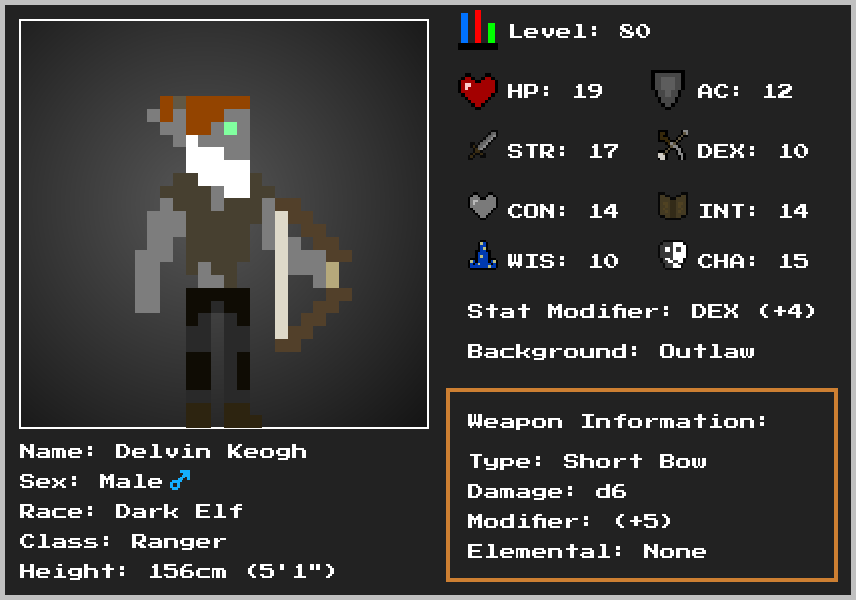 Level: 80
HP: 19
AC: 12
STR: 17
DEX: 10
CON: 14
INT: 14
WIS: 10
CHA: 15
Stat Modifier: DEX (+4)
Background: Outlaw
Weapon Information:
Type: Short Bow
Damage: d6
Modifier: (+5)
Elemental: None
Name: Delvin Keogh
Sex: Male♂
Race: Dark Elf
Class: Ranger
Height: 156cm (5'1")